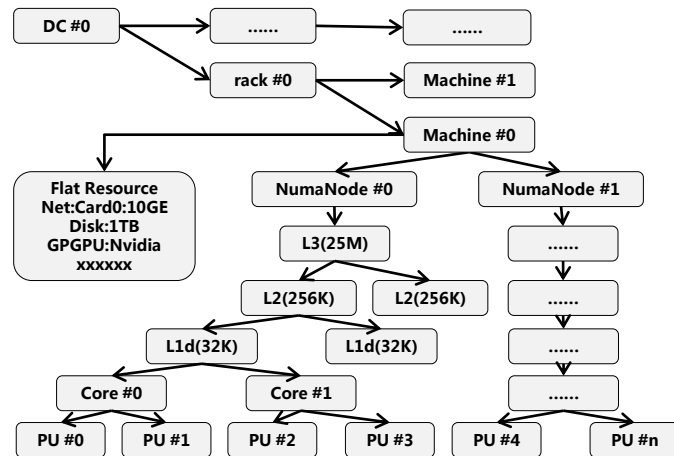 DC #0
......
......
rack #0
Machine #1
Machine #0
Flat Resource
Net:Card0:10GE
Disk:1TB
GPGPU:Nvidia
xxxxxx
NumaNode #0
NumaNode #1
L3(25M)
......
L2(256K)
L2(256K)
......
L1d(32K)
L1d(32K)
......
Core #0
Core #1
......
PU #0
PU #1
PU #2
PU #3
PU #4
PU #n